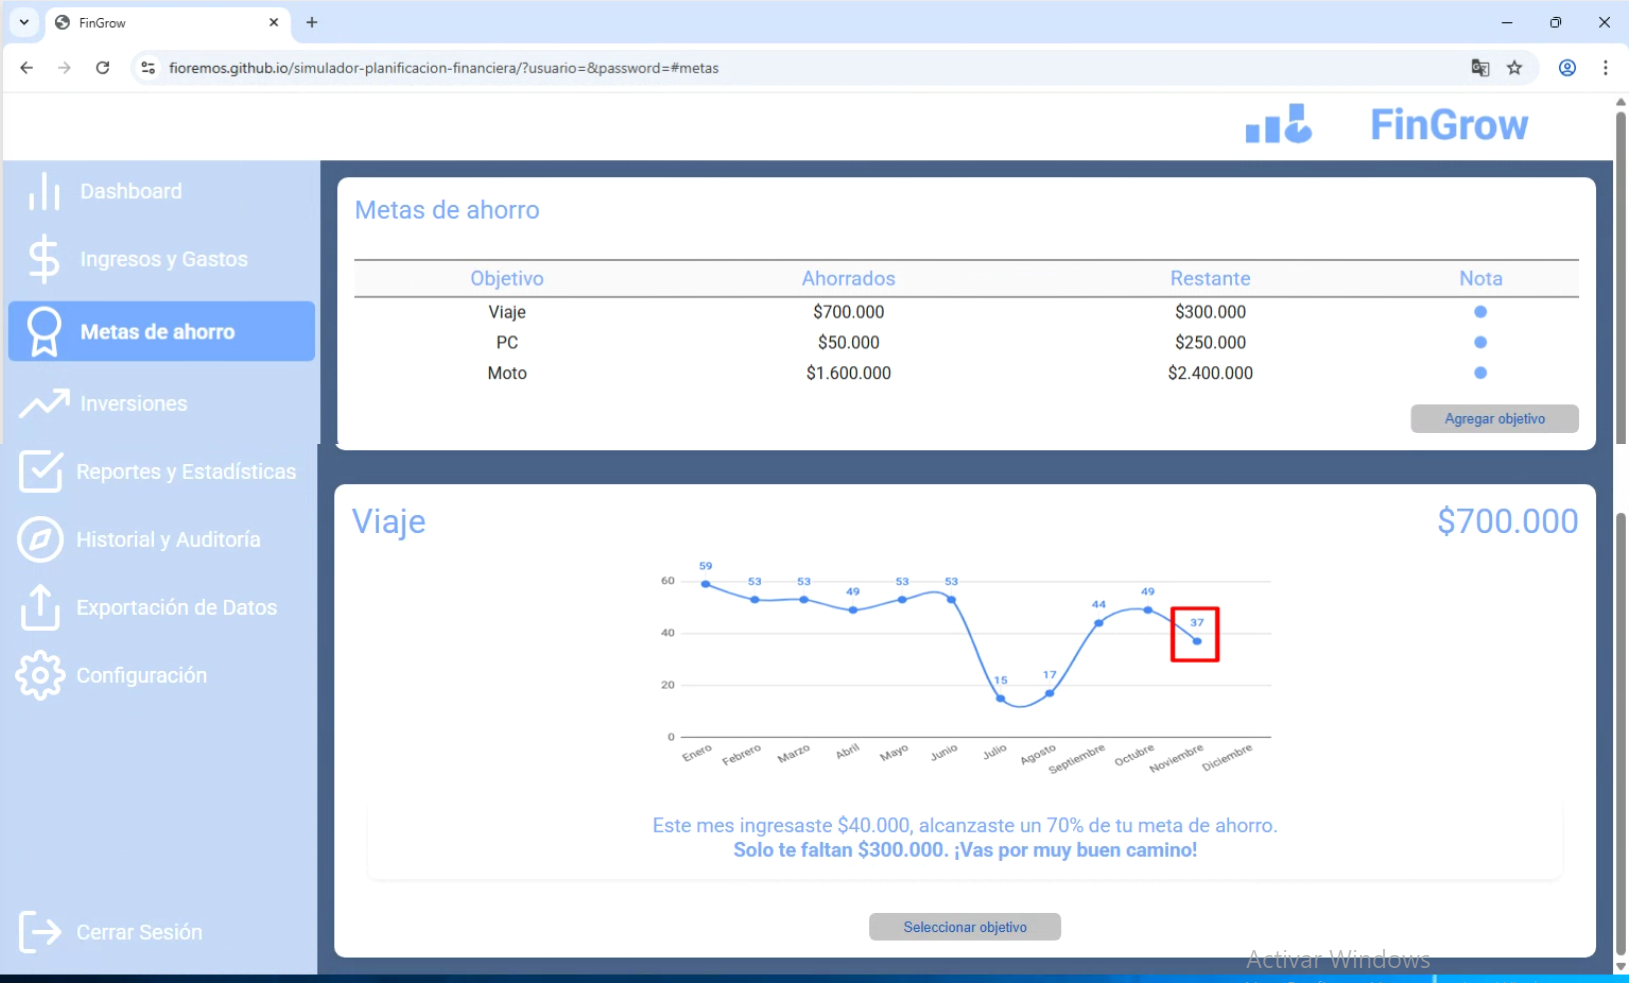 FinGrow
fioremos.github.io/simulador-planificacion-financiera/?usuario=&password=#metas
FinGrow
Dashboard
Ingresos y Gastos
Metas de ahorro
Inversiones
Reportes y Estadísticas
Historial y Auditoría
Exportación de Datos
Configuración
Cerrar Sesión
Metas de ahorro
Objetivo Ahorrados Restante Nota
Viaje $700.000 $300.000
PC $50.000 $250.000
Moto $1.600.000 $2.400.000
Agregar objetivo
Viaje $700.000
59 53 53 49 53 53 15 17 44 49 37
60
40
20
0
Enero Febrero Marzo Abril Mayo Junio Julio Agosto Septiembre Octubre Noviembre Diciembre
Este mes ingresaste $40.000, alcanzaste un 70% de tu meta de ahorro.
Solo te faltan $300.000. ¡Vas por muy buen camino!
Seleccionar objetivo
Activar Windows